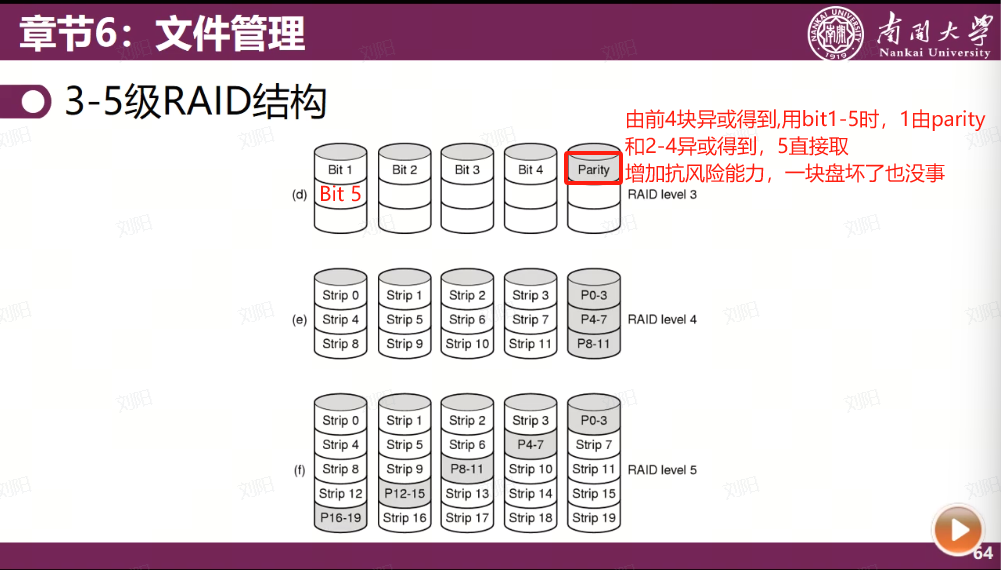 章节6：文件管理
南开大学
Nankai University
NANKAI UNIVERSITY
1919
3-5级RAID结构
由前4块异或得到,用bit1-5时，1由parity
和2-4异或得到，5直接取
增加抗风险能力，一块盘坏了也没事
Bit 1 Bit 2 Bit 3 Bit 4 Parity
(d) Bit 5 RAID level 3
Strip 0 Strip 1 Strip 2 Strip 3 P0-3
(e) Strip 4 Strip 5 Strip 6 Strip 7 P4-7 RAID level 4
Strip 8 Strip 9 Strip 10 Strip 11 P8-11
Strip 0 Strip 1 Strip 2 Strip 3 P0-3
Strip 4 Strip 5 Strip 6 P4-7 Strip 7
(f) Strip 8 Strip 9 P8-11 Strip 10 Strip 11 RAID level 5
Strip 12 P12-15 Strip 13 Strip 14 Strip 15
P16-19 Strip 16 Strip 17 Strip 18 Strip 19
64
刘阳